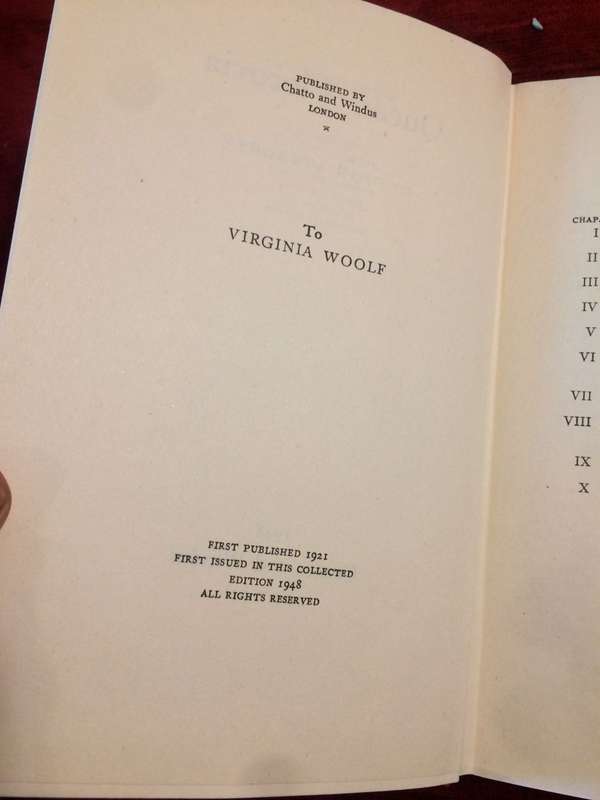 PUBLISHED BY
Chatto and Windus
LONDON
To
VIRGINIA WOOLF
FIRST PUBLISHED 1921
FIRST ISSUED IN THIS COLLECTED
EDITION 1948
ALL RIGHTS RESERVED
CHAP.
I
II
III
IV
V
VI
VII
VIII
IX
X